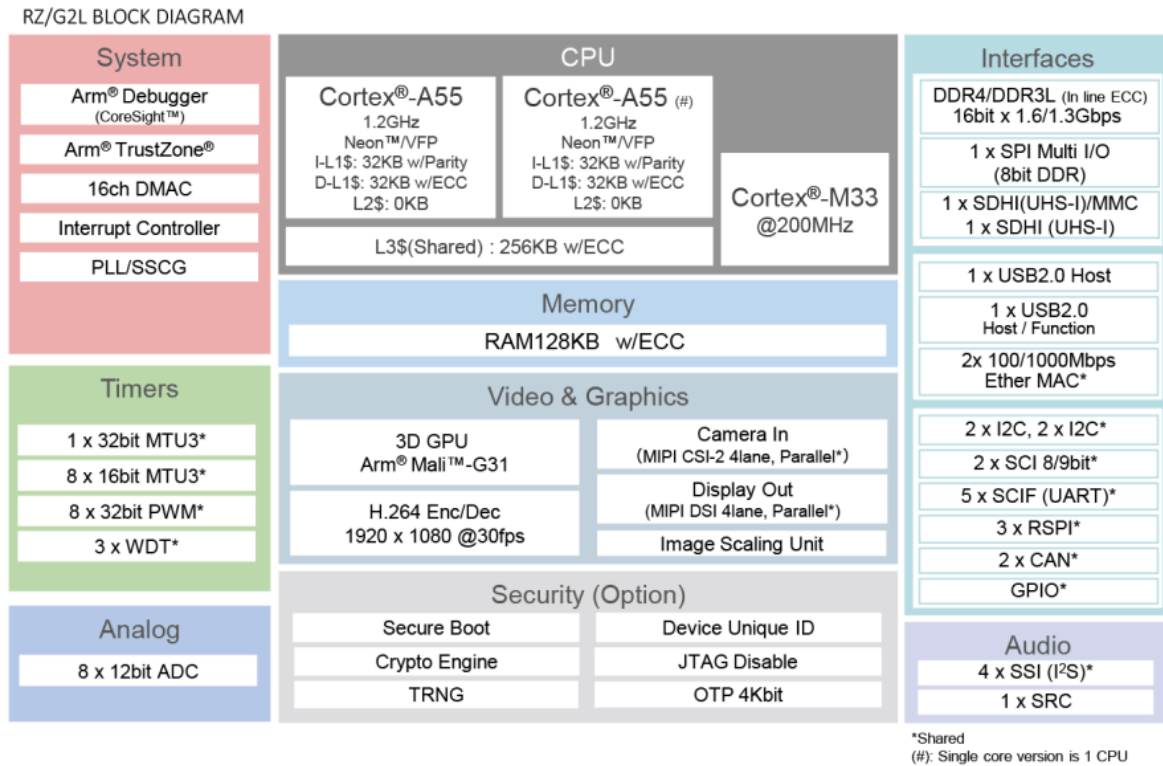 RZ/G2L BLOCK DIAGRAM
System
Arm® Debugger
(CoreSight™)
Arm® TrustZone®
16ch DMAC
Interrupt Controller
PLL/SSCG
Timers
1 x 32bit MTU3*
8 x 16bit MTU3*
8 x 32bit PWM*
3 x WDT*
Analog
8 x 12bit ADC
CPU
Cortex®-A55
1.2GHz
Neon™/VFP
I-L1$: 32KB w/Parity
D-L1$: 32KB w/ECC
L2$: 0KB
Cortex®-A55 (#)
1.2GHz
Neon™/VFP
I-L1$: 32KB w/Parity
D-L1$: 32KB w/ECC
L2$: 0KB
L3$(Shared) : 256KB w/ECC
Cortex®-M33
@200MHz
Memory
RAM128KB w/ECC
Video & Graphics
3D GPU
Arm® Mali™-G31
H.264 Enc/Dec
1920 x 1080 @30fps
Camera In
(MIPI CSI-2 4lane, Parallel*)
Display Out
(MIPI DSI 4lane, Parallel*)
Image Scaling Unit
Security (Option)
Secure Boot
Crypto Engine
TRNG
Device Unique ID
JTAG Disable
OTP 4Kbit
Interfaces
DDR4/DDR3L (In line ECC)
16bit x 1.6/1.3Gbps
1 x SPI Multi I/O
(8bit DDR)
1 x SDHI(UHS-I)/MMC
1 x SDHI (UHS-I)
1 x USB2.0 Host
1 x USB2.0
Host / Function
2x 100/1000Mbps
Ether MAC*
2 x I2C, 2 x I2C*
2 x SCI 8/9bit*
5 x SCIF (UART)*
3 x RSPI*
2 x CAN*
GPIO*
Audio
4 x SSI (I²S)*
1 x SRC
*Shared
(#): Single core version is 1 CPU